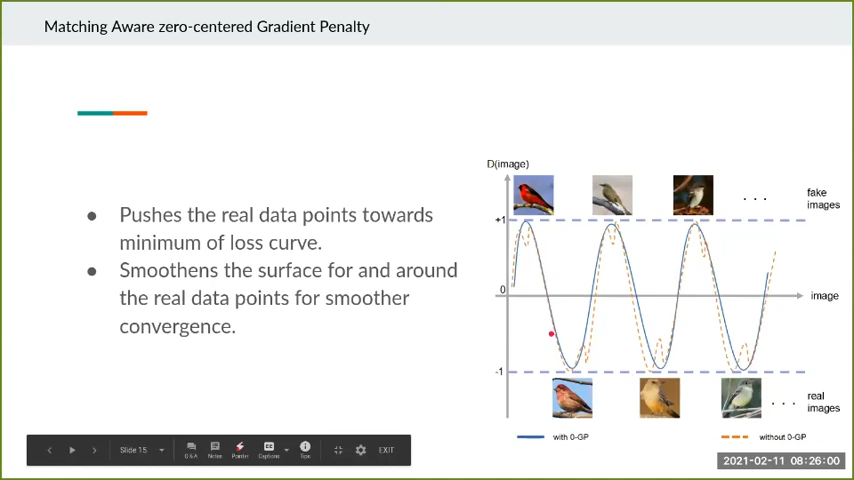 Matching Aware zero-centered Gradient Penalty
● Pushes the real data points towards
minimum of loss curve.
● Smoothens the surface for and around
the real data points for smoother
convergence.
D(image)
fake
images
. . .
+1
0
image
-1
real
images
. . .
with 0-GP
without 0-GP
Slide 15
Q & A
Notes
Pointer
Captions
Tips
EXIT
2021-02-11 08:26:00